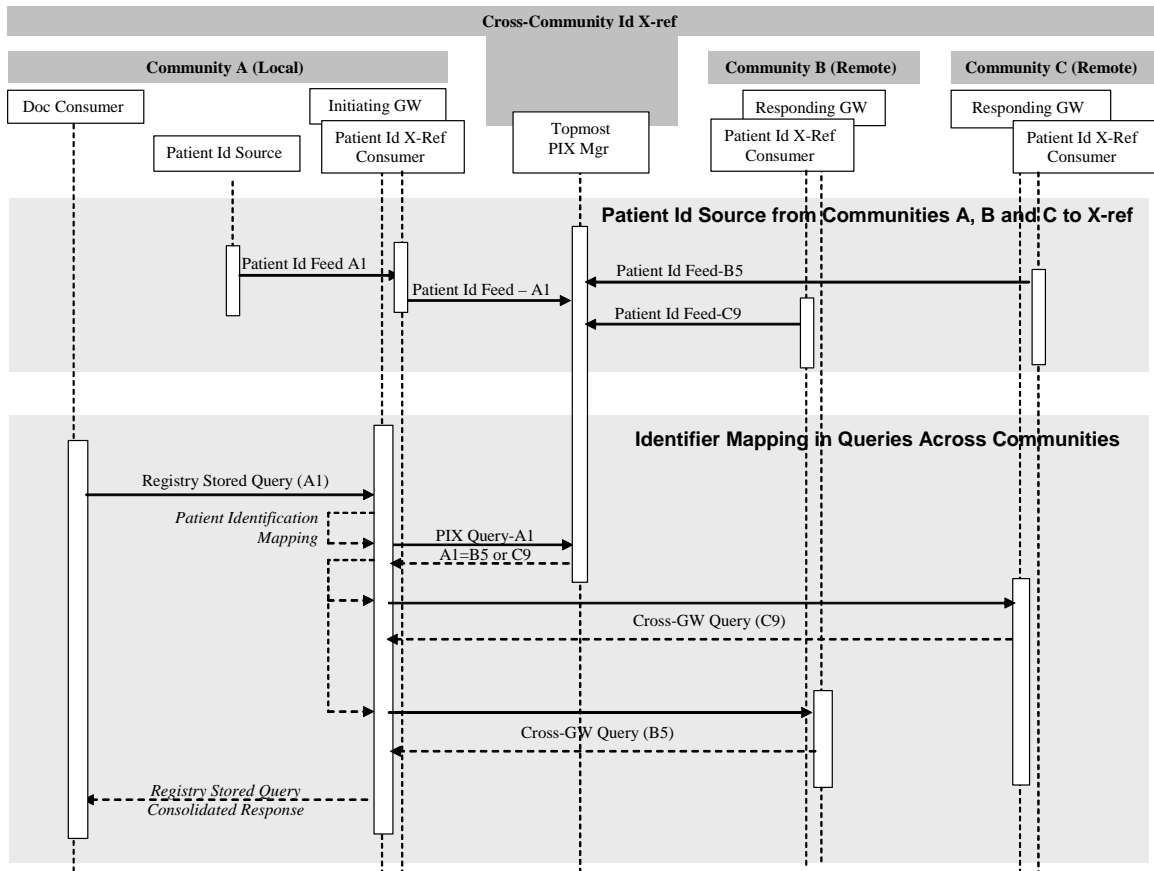 Cross-Community Id X-ref
Community A (Local)
Community B (Remote)
Community C (Remote)
Doc Consumer
Initiating GW
Responding GW
Responding GW
Patient Id Source
Patient Id X-Ref
Consumer
Topmost
PIX Mgr
Patient Id X-Ref
Consumer
Patient Id X-Ref
Consumer
Patient Id Source from Communities A, B and C to X-ref
Patient Id Feed A1
Patient Id Feed-B5
Patient Id Feed – A1
Patient Id Feed-C9
Identifier Mapping in Queries Across Communities
Registry Stored Query (A1)
Patient Identification
Mapping
PIX Query-A1
A1=B5 or C9
Cross-GW Query (C9)
Cross-GW Query (B5)
Registry Stored Query
Consolidated Response